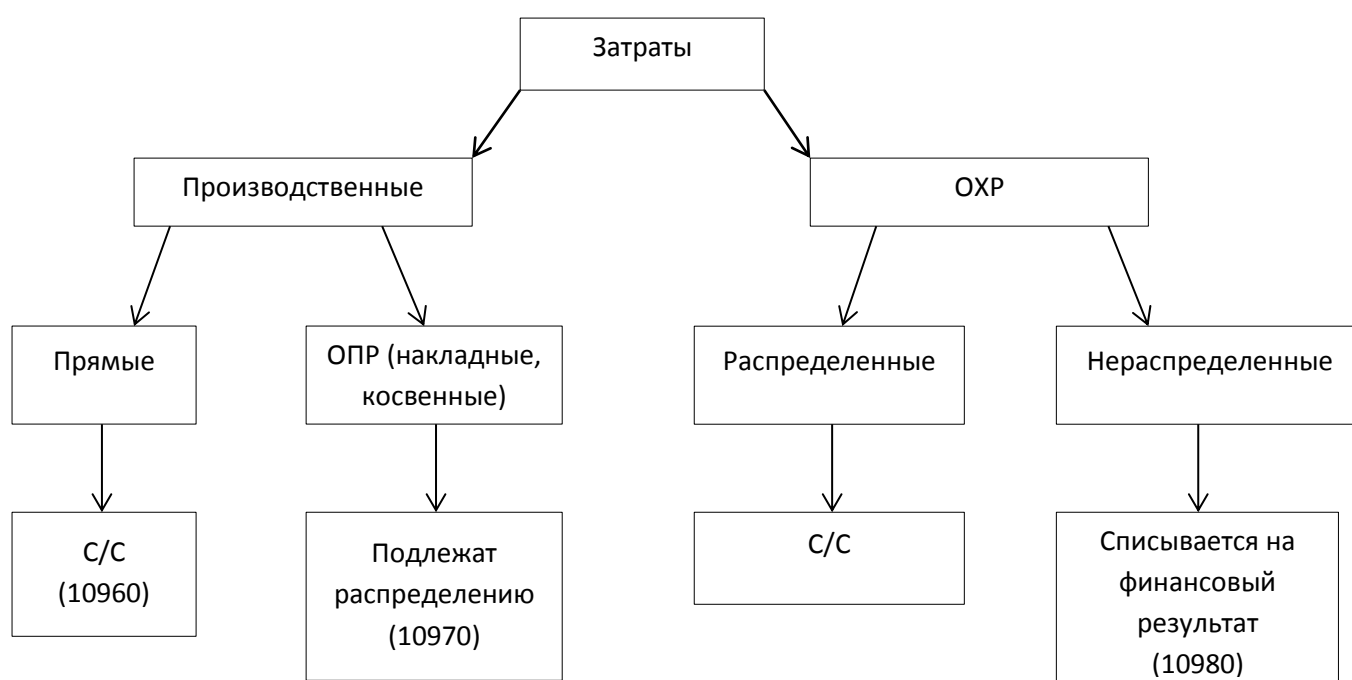 Затраты
Производственные
ОХР
Прямые
ОПР (накладные,
косвенные)
Распределенные
Нераспределенные
С/С
(10960)
Подлежат
распределению
(10970)
С/С
Списывается на
финансовый
результат
(10980)